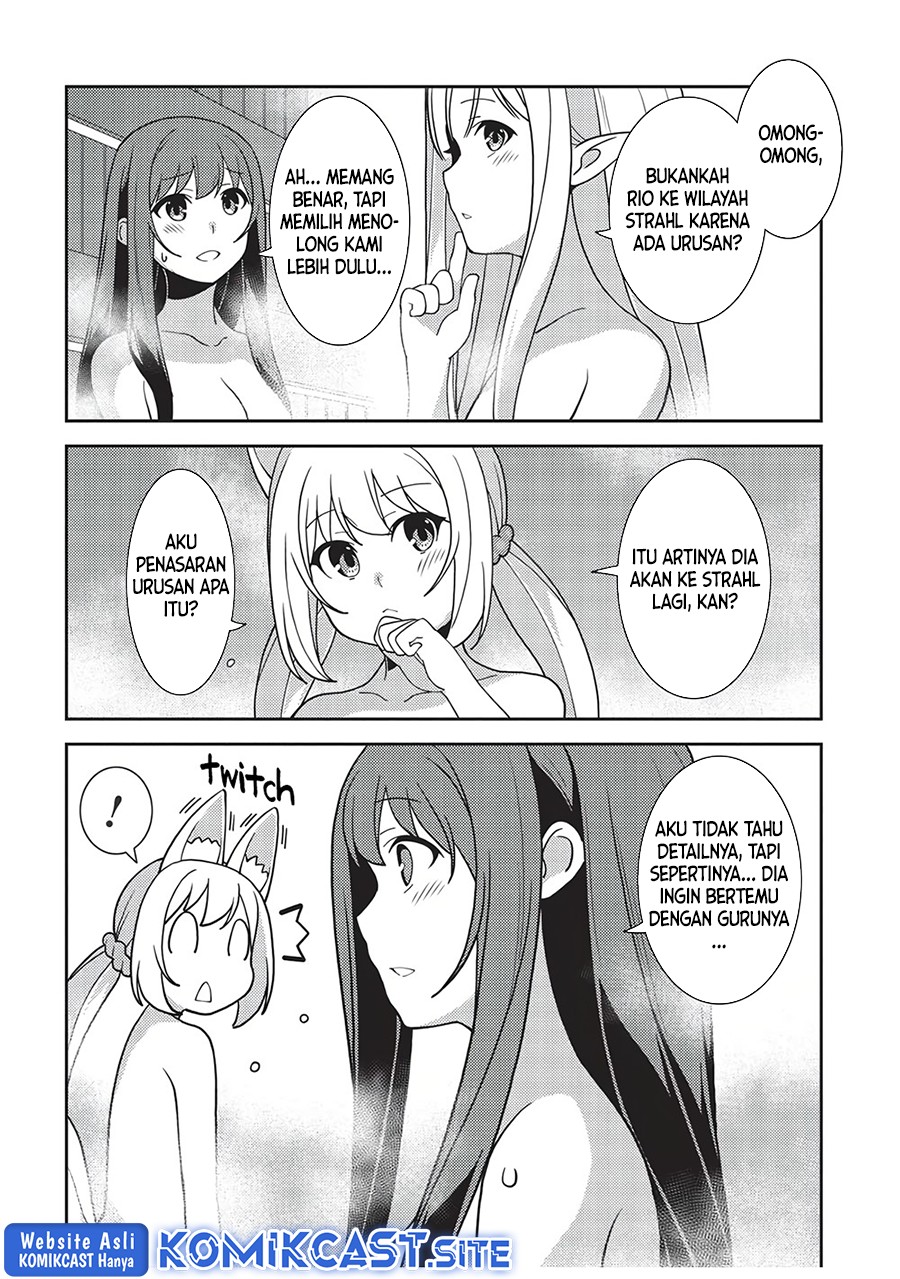 OMONG-
OMONG,
BUKANKAH
RIO KE WILAYAH
STRAHL KARENA
ADA URUSAN?
AH... MEMANG
BENAR, TAPI
MEMILIH MENO-
LONG KAMI
LEBIH DULU...
ITU ARTINYA DIA
AKAN KE STRAHL
LAGI, KAN?
AKU
PENASARAN
URUSAN APA
ITU?
AKU TIDAK TAHU
DETAILNYA, TAPI
SEPERTINYA... DIA
INGIN BERTEMU
DENGAN GURUNYA
...
twitch
!
Website Asli
KOMIKCAST Hanya
KOMIKCAST.SITE